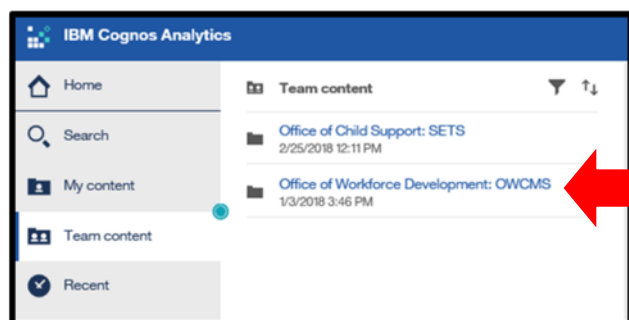 IBM Cognos Analytics
Home
Search
My content
Team content
Recent
Team content
Office of Child Support: SETS
2/25/2018 12:11 PM
Office of Workforce Development: OWCMS
1/3/2018 3:46 PM